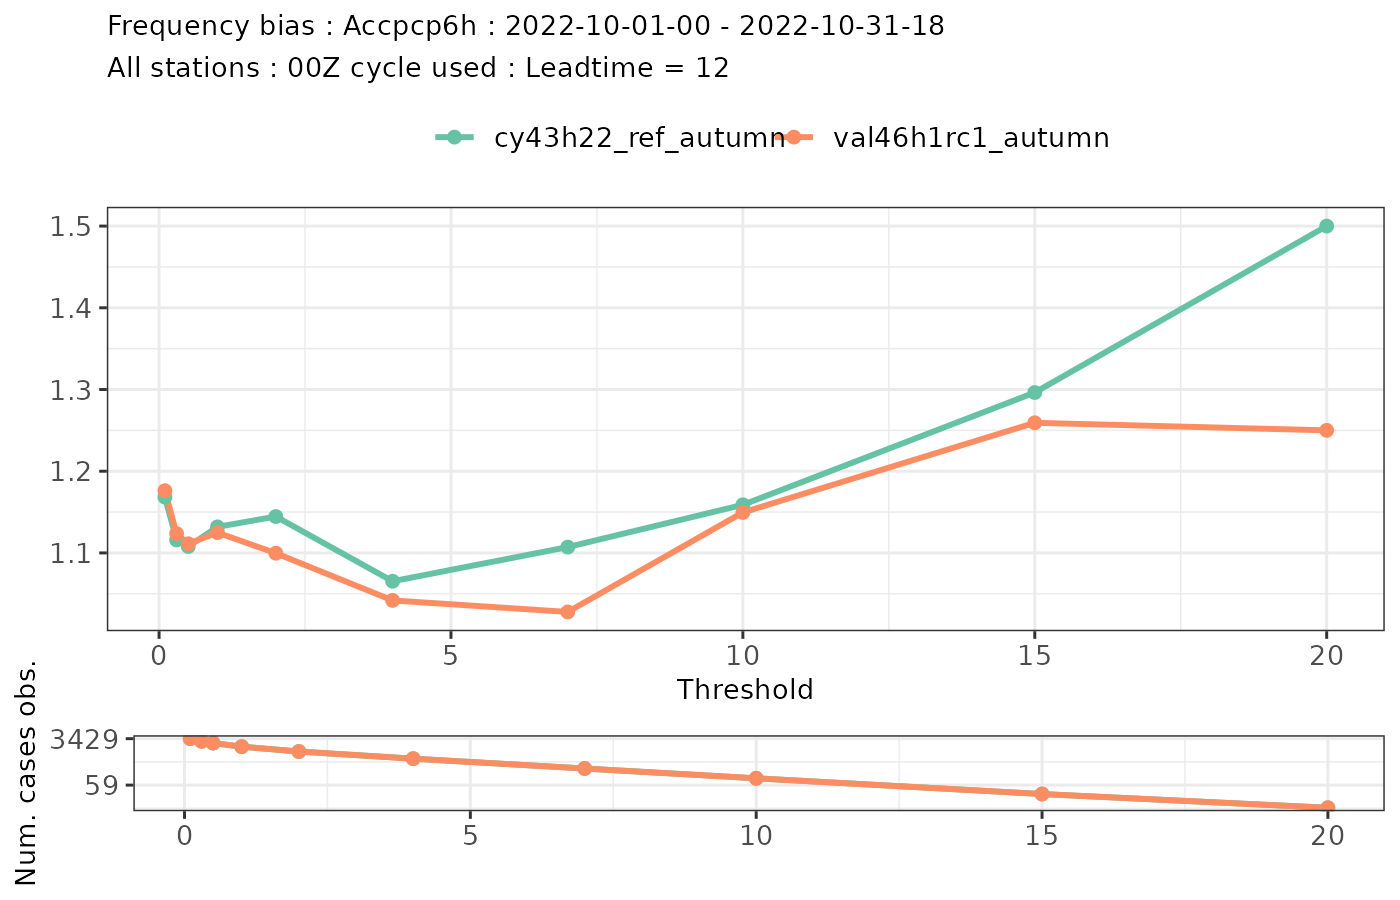 Frequency bias : Accpcp6h : 2022-10-01-00 - 2022-10-31-18
All stations : 00Z cycle used : Leadtime = 12
cy43h22_ref_autumn val46h1rc1_autumn
1.5
1.4
1.3
1.2
1.1
0 5 10 15 20
Threshold
Num. cases obs.
3429
59
0 5 10 15 20